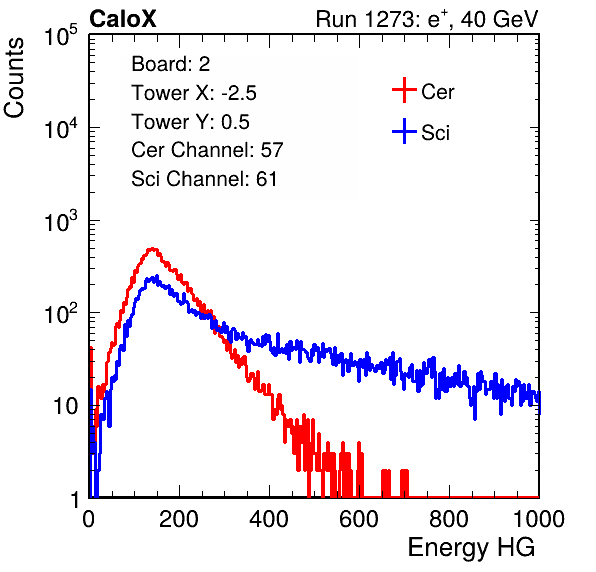 CaloX Run 1273: e⁺, 40 GeV
Counts
10⁵
10⁴
10³
10²
10
1
Board: 2
Tower X: -2.5
Tower Y: 0.5
Cer Channel: 57
Sci Channel: 61
Cer
Sci
0 200 400 600 800 1000
Energy HG